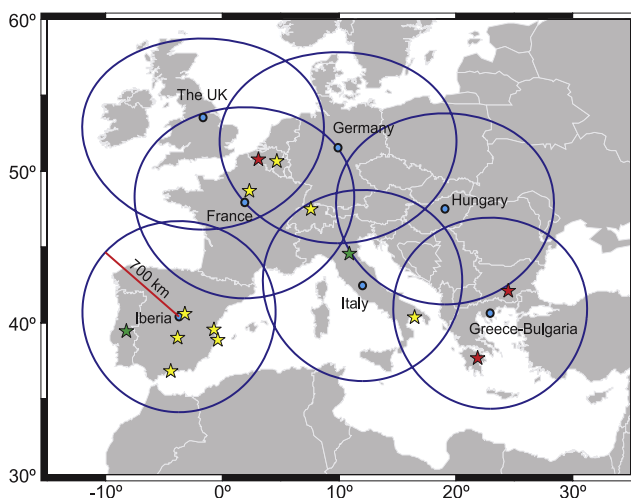 60º
50º
40º
30º
The UK
Germany
France
Hungary
700 km
Iberia
Italy
Greece-Bulgaria
-10º
0º
10º
20º
30º